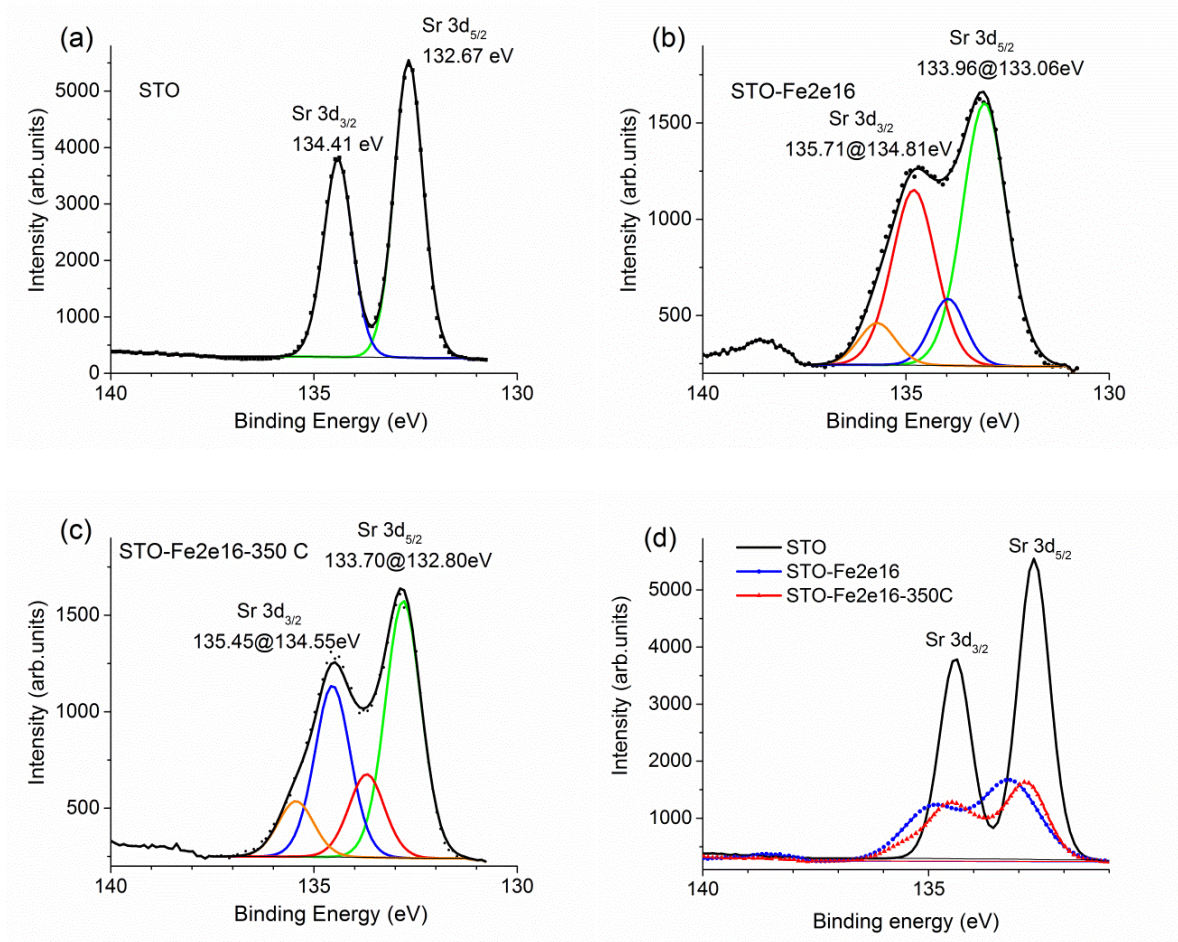 (a)
Sr 3d5/2
132.67 eV
STO
Sr 3d3/2
134.41 eV
5000
4000
3000
2000
1000
0
Intensity (arb.units)
140
135
130
Binding Energy (eV)
(b)
Sr 3d5/2
133.96@133.06eV
STO-Fe2e16
Sr 3d3/2
135.71@134.81eV
1500
1000
500
Intensity (arb.units)
140
135
130
Binding Energy (eV)
(c)
Sr 3d5/2
133.70@132.80eV
STO-Fe2e16-350 C
Sr 3d3/2
135.45@134.55eV
1500
1000
500
Intensity (arb.units)
140
135
130
Binding Energy (eV)
(d)
STO
STO-Fe2e16
STO-Fe2e16-350C
Sr 3d5/2
Sr 3d3/2
5000
4000
3000
2000
1000
Intensity (arb.units)
140
135
Binding energy (eV)